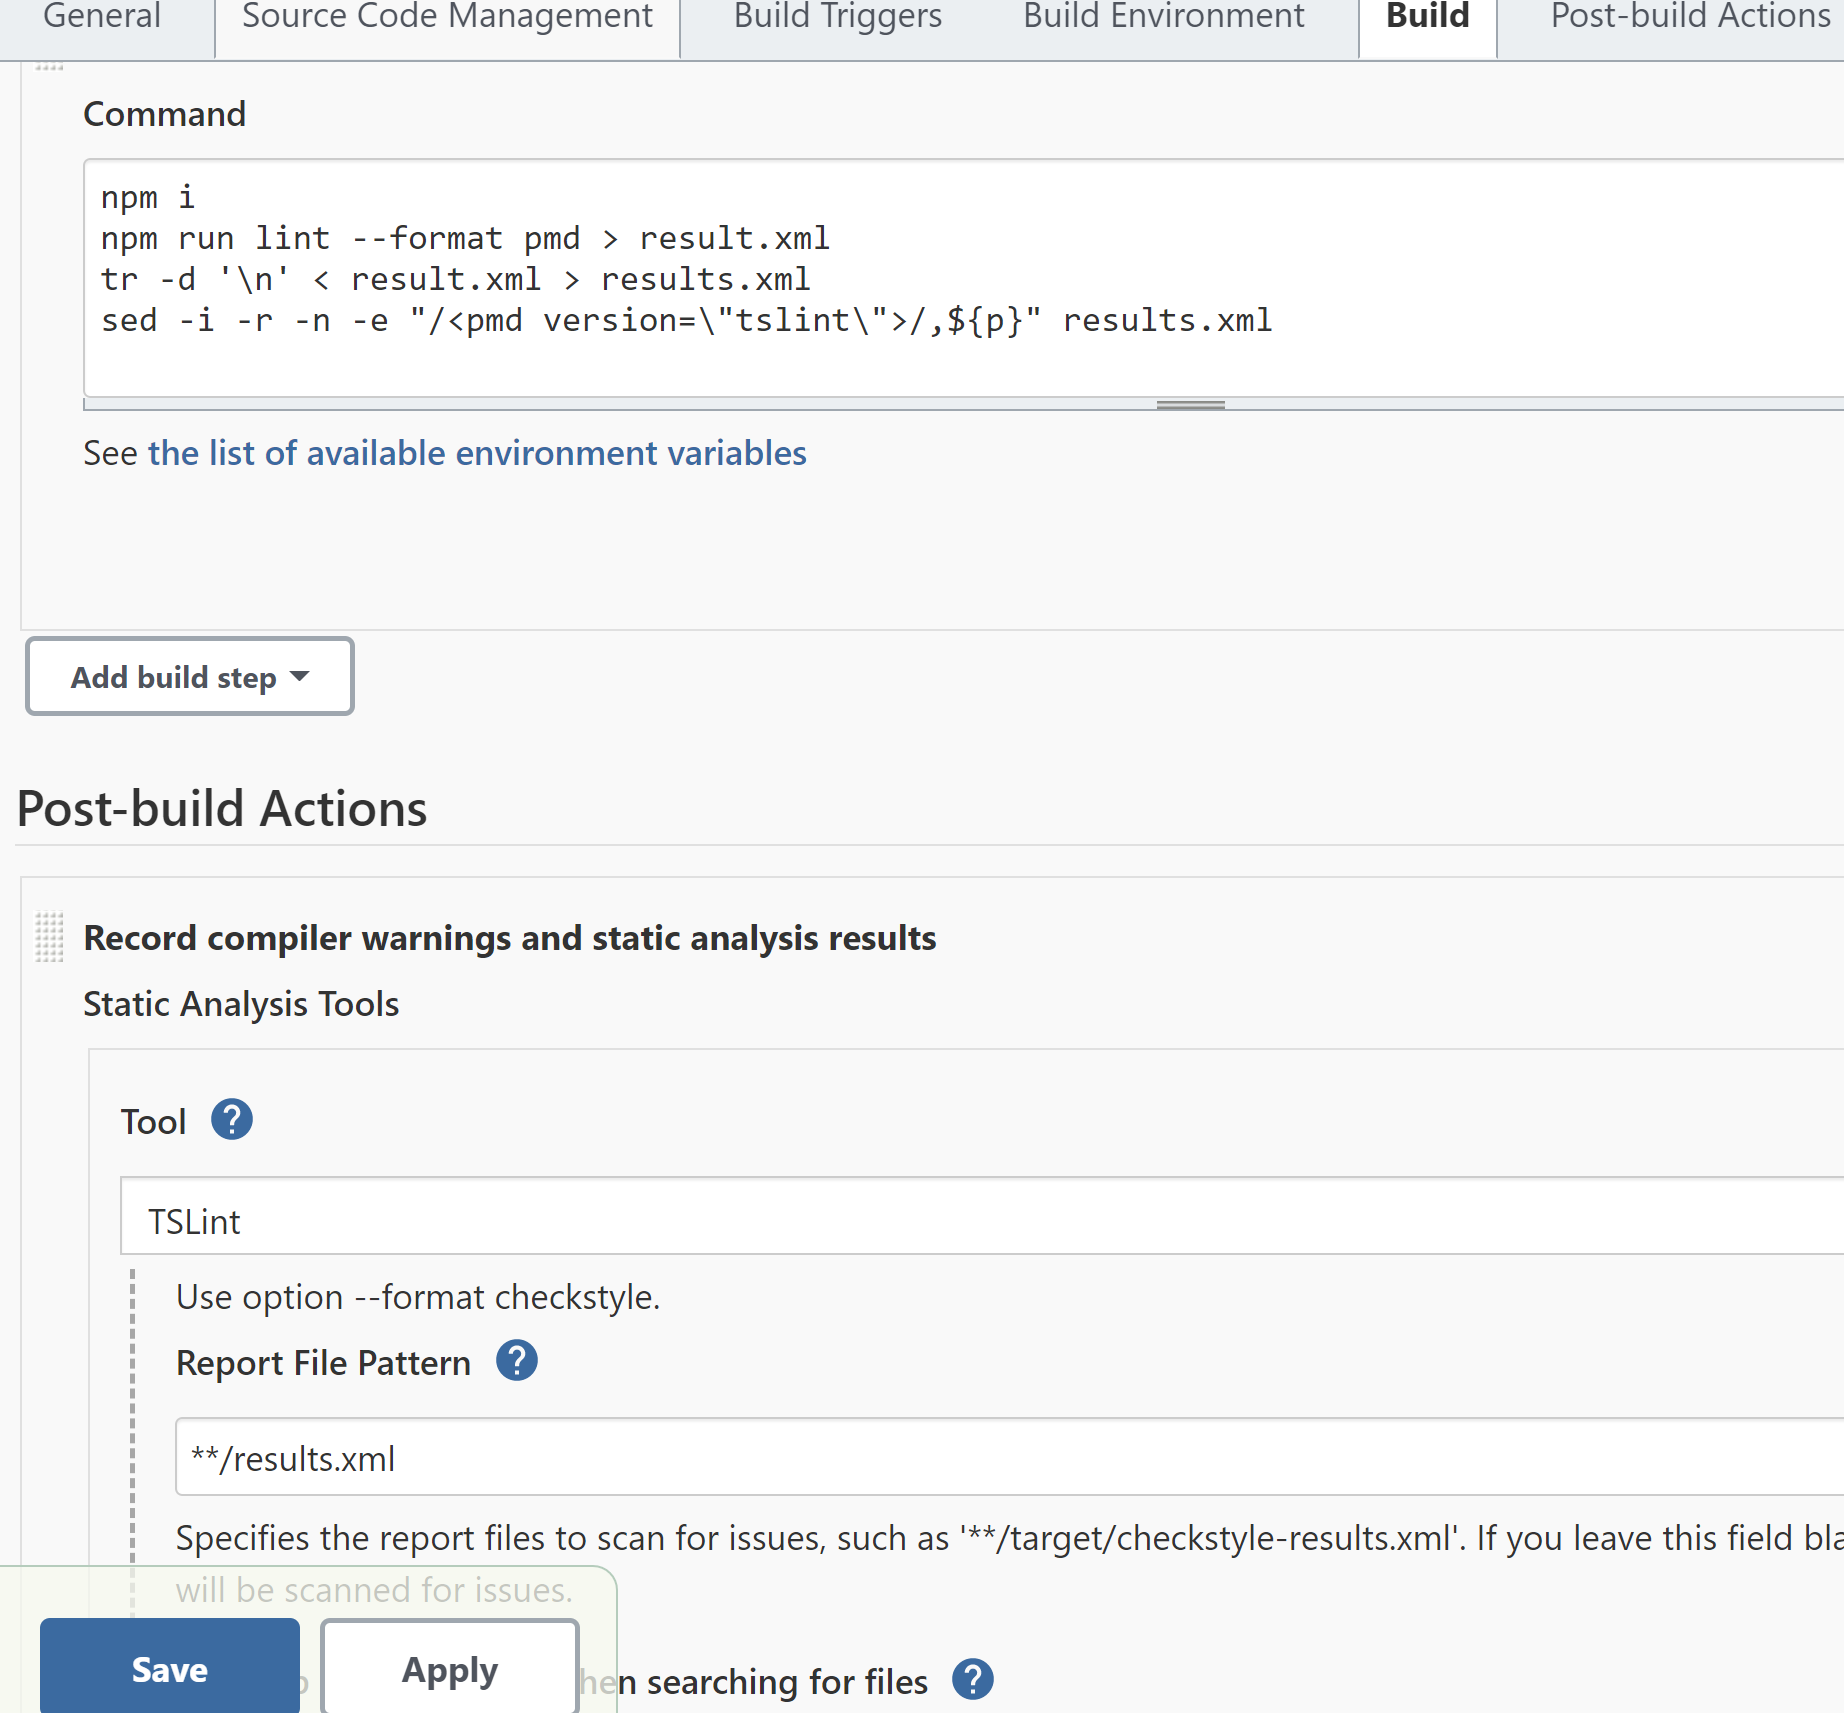 General Source Code Management Build Triggers Build Environment Build Post-build Actions
Command
npm i
npm run lint --format pmd > result.xml
tr -d '\n' < result.xml > results.xml
sed -i -r -n -e "/<pmd version=\"tslint\">/,${p}" results.xml
See the list of available environment variables
Add build step
Post-build Actions
Record compiler warnings and static analysis results
Static Analysis Tools
Tool ?
TSLint
Use option --format checkstyle.
Report File Pattern ?
**/results.xml
Specifies the report files to scan for issues, such as '**/target/checkstyle-results.xml'. If you leave this field
will be scanned for issues.
searching for files ?
Save Apply